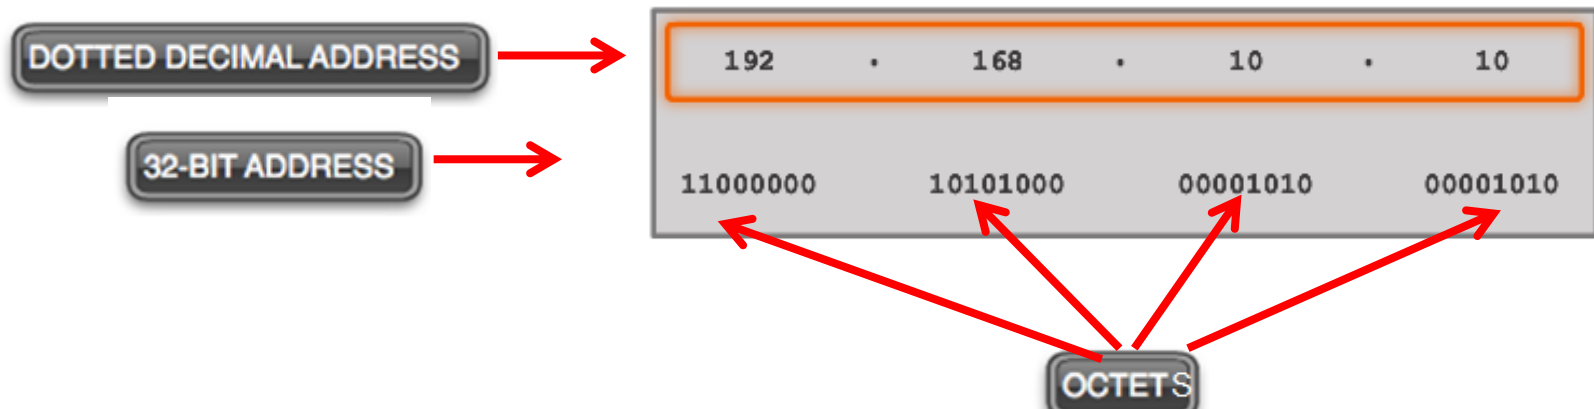 DOTTED DECIMAL ADDRESS
192 . 168 . 10 . 10
32-BIT ADDRESS
11000000 10101000 00001010 00001010
OCTETS